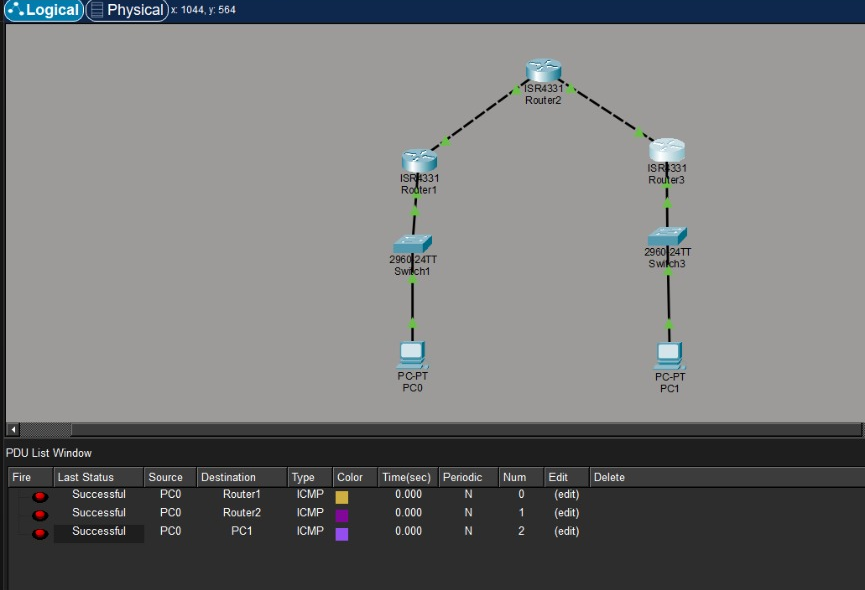 Logical Physical x: 1044, y: 564
ISR4331
Router2
ISR4331
Router1
ISR4331
Router3
2960-24TT
Switch1
2960-24TT
Switch3
PC-PT
PC0
PC-PT
PC1
PDU List Window
Fire Last Status Source Destination Type Color Time(sec) Periodic Num Edit Delete
Successful PC0 Router1 ICMP 0.000 N 0 (edit)
Successful PC0 Router2 ICMP 0.000 N 1 (edit)
Successful PC0 PC1 ICMP 0.000 N 2 (edit)